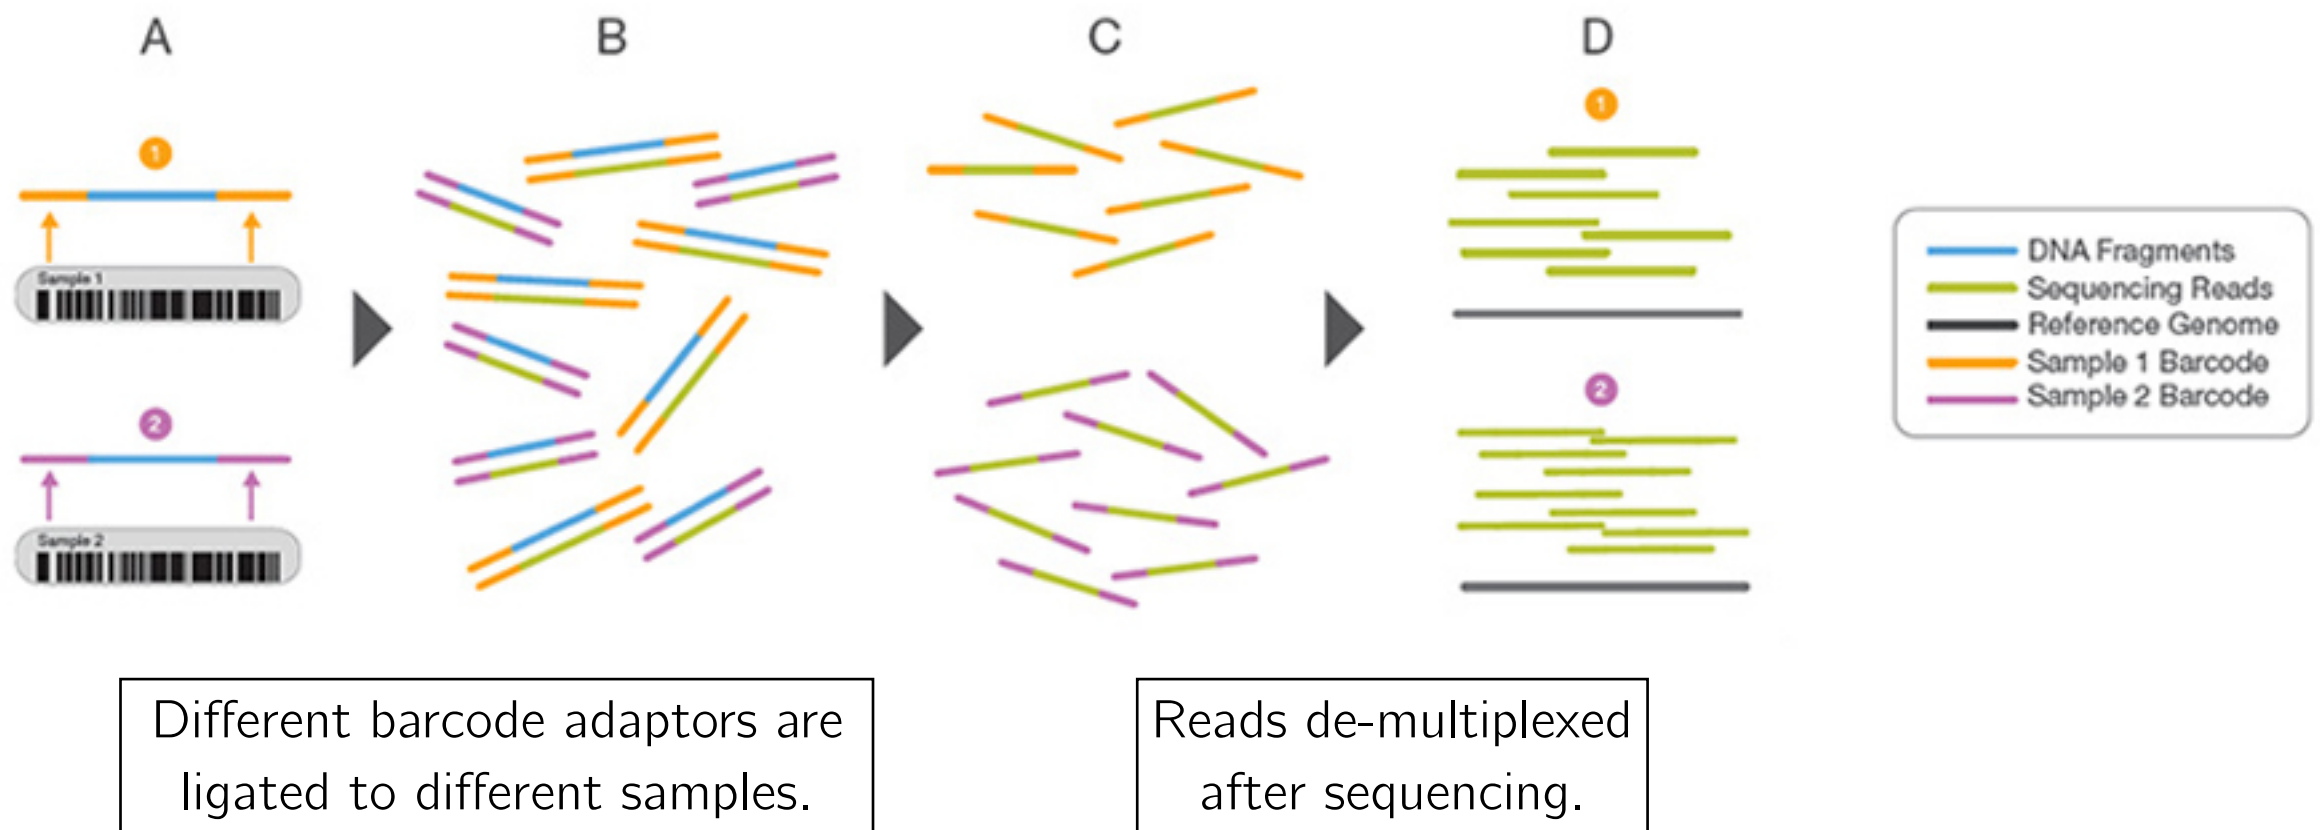 A
B
C
D
1
1
Sample 1
2
2
Sample 2
DNA Fragments
Sequencing Reads
Reference Genome
Sample 1 Barcode
Sample 2 Barcode
Different barcode adaptors are
ligated to different samples.
Reads de-multiplexed
after sequencing.